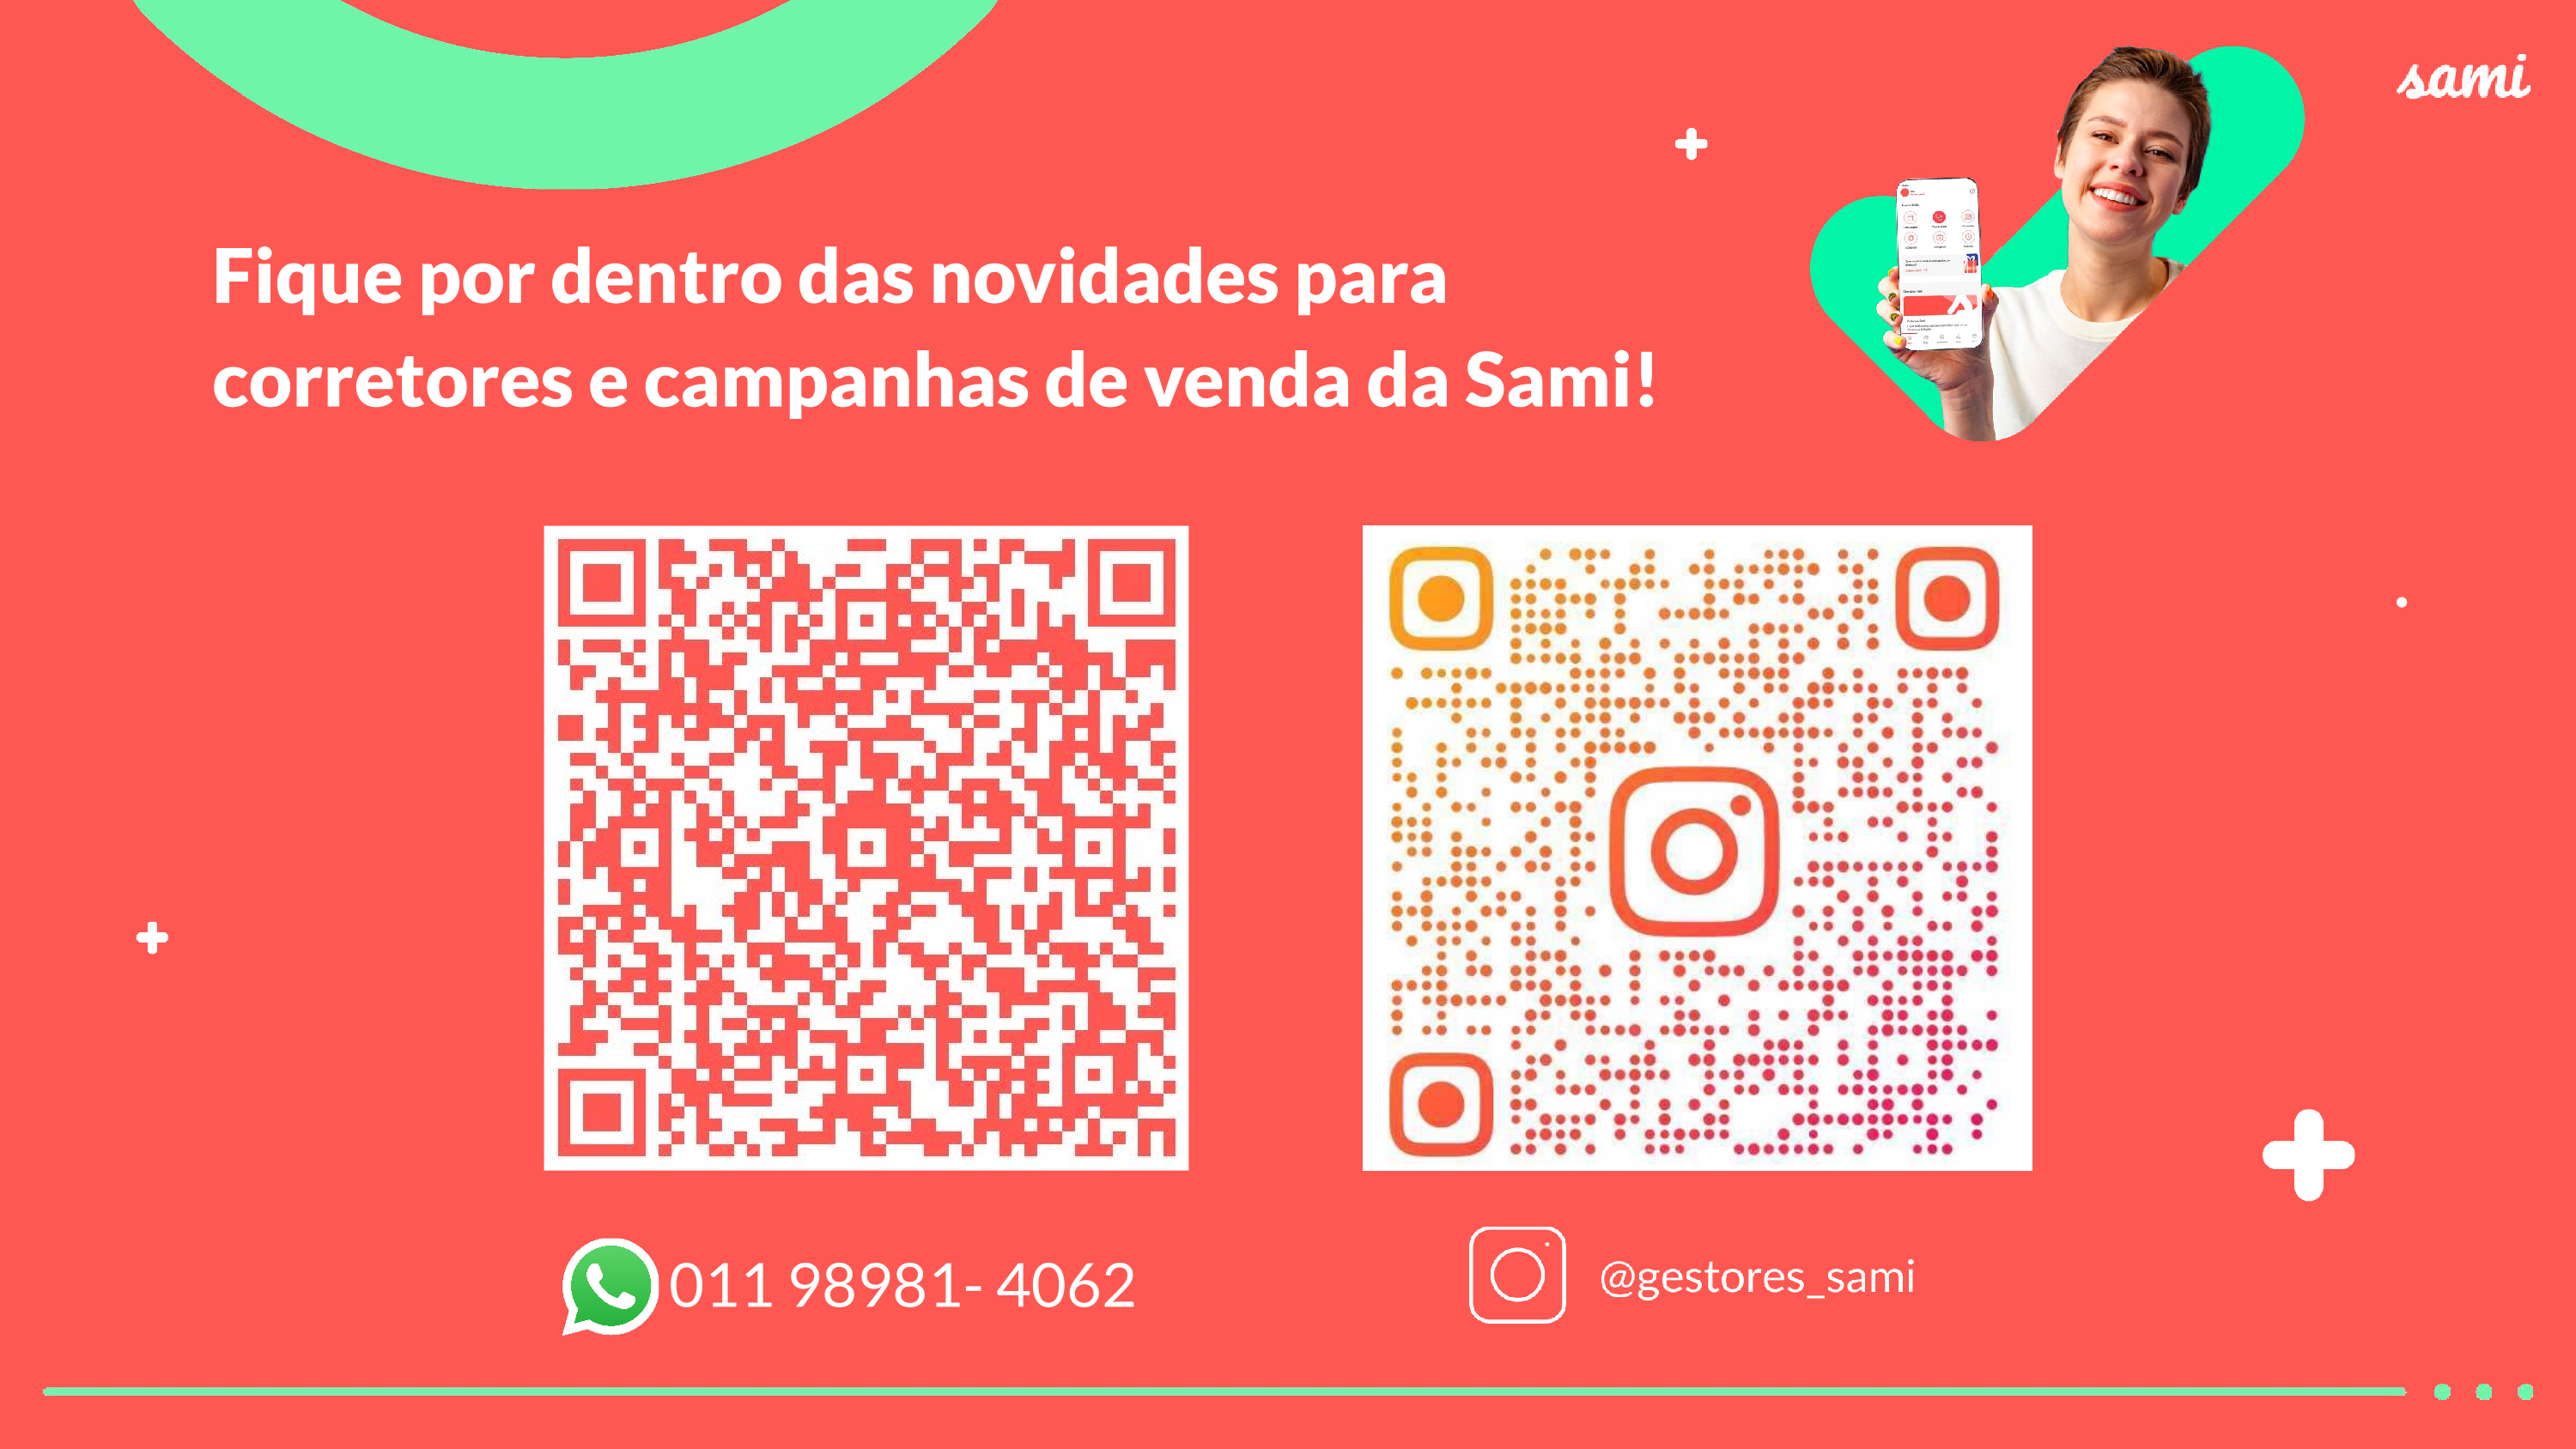 sami
Fique por dentro das novidades para
corretores e campanhas de venda da Sami!
011 98981- 4062
@gestores_sami